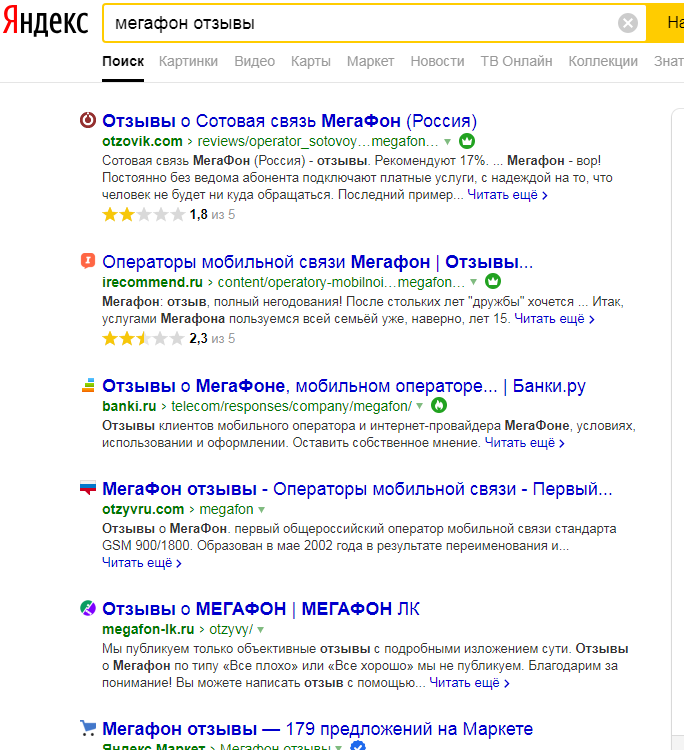 Яндекс
мегафон отзывы
На
Поиск Картинки Видео Карты Маркет Новости ТВ Онлайн Коллекции Знат
Отзывы о Сотовая связь МегаФон (Россия)
otzovik.com › reviews/operator_sotovoy...megafon...
Сотовая связь МегаФон (Россия) - отзывы. Рекомендуют 17%. ... Мегафон - вор!
Постоянно без ведома абонента подключают платные услуги, с надеждой на то, что
человек не будет ни куда обращаться. Последний пример... Читать ещё ›
1,8 из 5
Операторы мобильной связи Мегафон | Отзывы...
irecommend.ru › content/operatory-mobilnoi...megafon...
Мегафон: отзыв, полный негодования! После стольких лет "дружбы" хочется ... Итак,
услугами Мегафона пользуемся всей семьёй уже, наверно, лет 15. Читать ещё ›
2,3 из 5
Отзывы о МегаФоне, мобильном операторе... | Банки.ру
banki.ru › telecom/responses/company/megafon/
Отзывы клиентов мобильного оператора и интернет-провайдера МегаФоне, условиях,
использовании и оформлении. Оставить собственное мнение. Читать ещё ›
МегаФон отзывы - Операторы мобильной связи - Первый...
otzyvru.com › megafon
Отзывы о МегаФон. первый общероссийский оператор мобильной связи стандарта
GSM 900/1800. Образован в мае 2002 года в результате переименования и...
Читать ещё ›
Отзывы о МЕГАФОН | МЕГАФОН ЛК
megafon-lk.ru › otzyvy/
Мы публикуем только объективные отзывы с подробными изложением сути. Отзывы
о Мегафон по типу «Все плохо» или «Все хорошо» мы не публикуем. Благодарим за
понимание! Вы можете написать отзыв с помощью... Читать ещё ›
Мегафон отзывы — 179 предложений на Маркете
Яндекс.Маркет › Мегафон отзывы